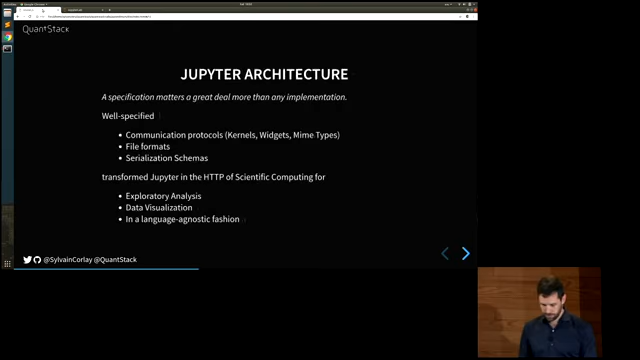 QuantStack
JUPYTER ARCHITECTURE
A specification matters a great deal more than any implementation.
Well-specified
Communication protocols (Kernels, Widgets, Mime Types)
File formats
Serialization Schemas
transformed Jupyter in the HTTP of Scientific Computing for
Exploratory Analysis
Data Visualization
In a language-agnostic fashion
@SylvainCorlay @QuantStack